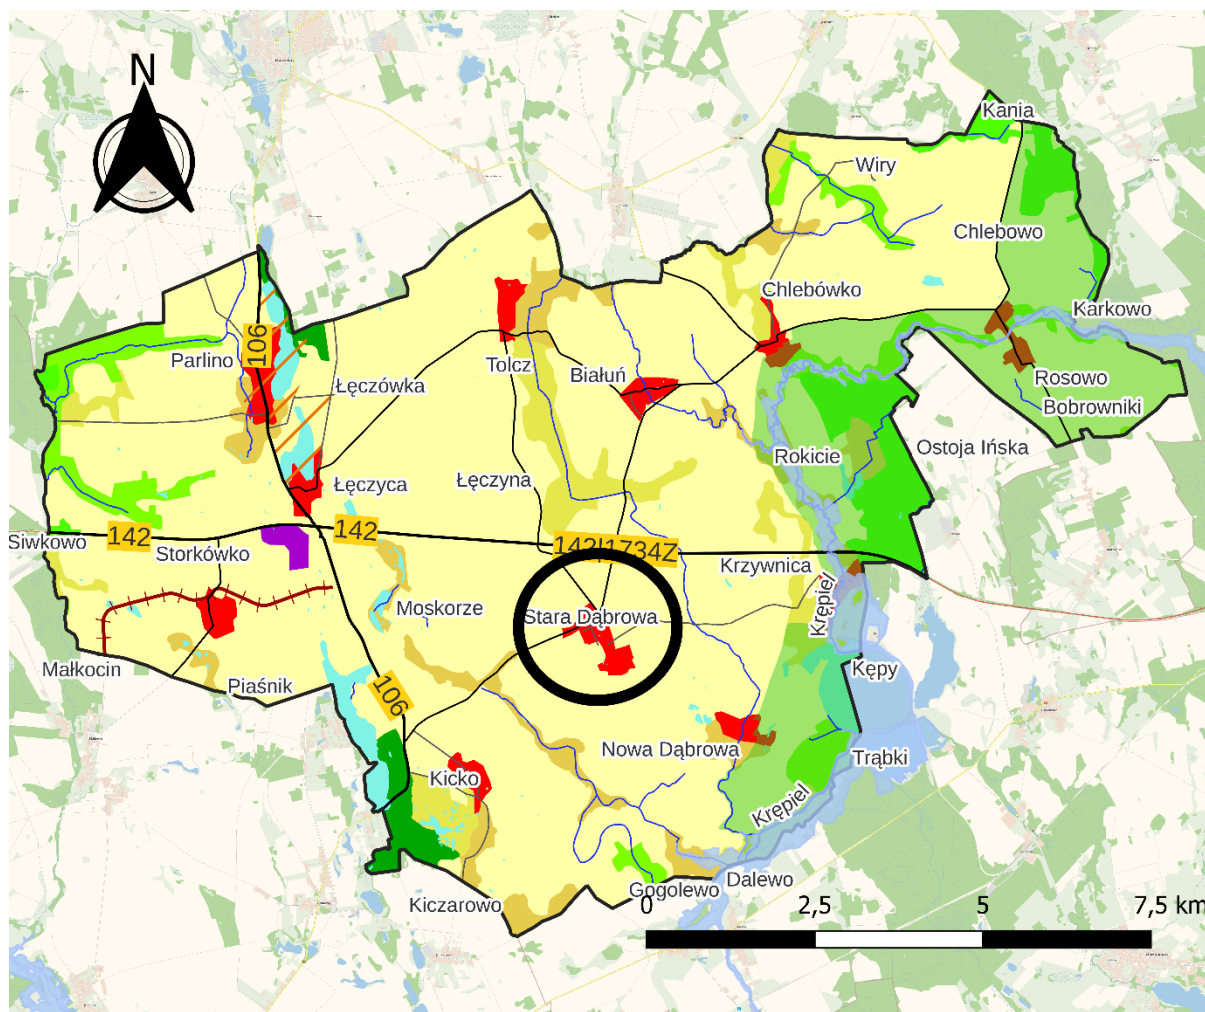 N
Kania
Wiry
Chlebowo
Chlebówko
Karkowo
106
Parlino
Tolcz
Białuń
Łęczówka
Rosowo
Bobrowniki
Ostoja Ińska
Rokicie
Łęczyca
Łęczyna
Siwkowo
142
142
Storkówko
Krzywnica
Krępiel
Moskorze
Stara Dąbrowa
Małkocin
Piaśnik
106
Kępy
Nowa Dąbrowa
Trąbki
Kicko
Krępiel
Dalewo
Gogolewo
Kiczarowo
0
2,5
5
7,5 km